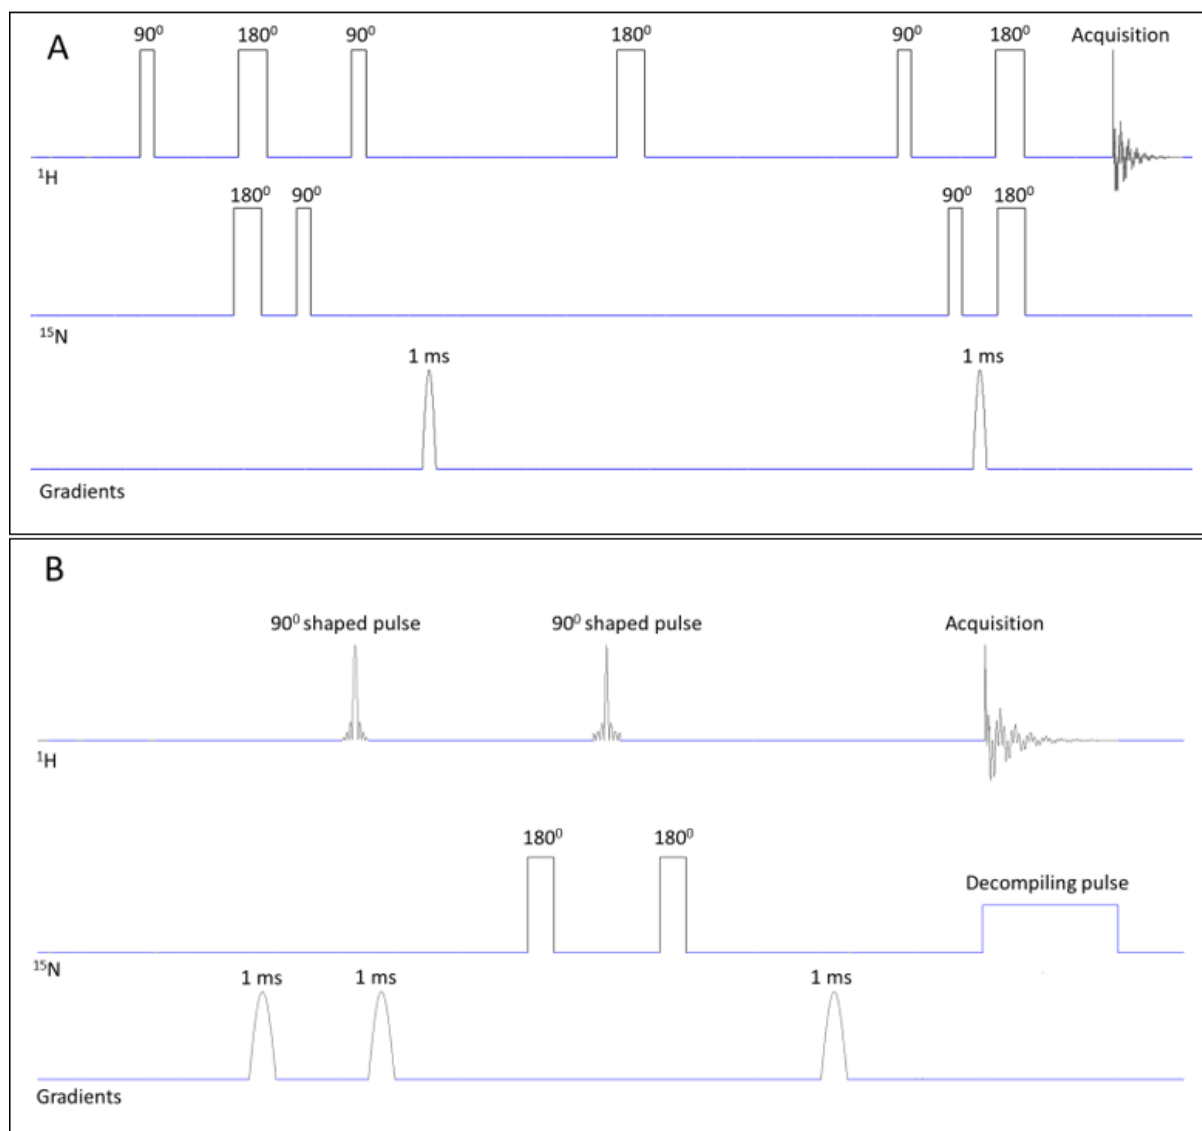 A
90⁰ 180⁰ 90⁰ 180⁰ 90⁰ 180⁰ Acquisition
¹H
180⁰ 90⁰ 90⁰ 180⁰
¹⁵N
1 ms 1 ms
Gradients
B
90⁰ shaped pulse 90⁰ shaped pulse Acquisition
¹H
180⁰ 180⁰
Decompiling pulse
¹⁵N
1 ms 1 ms 1 ms
Gradients